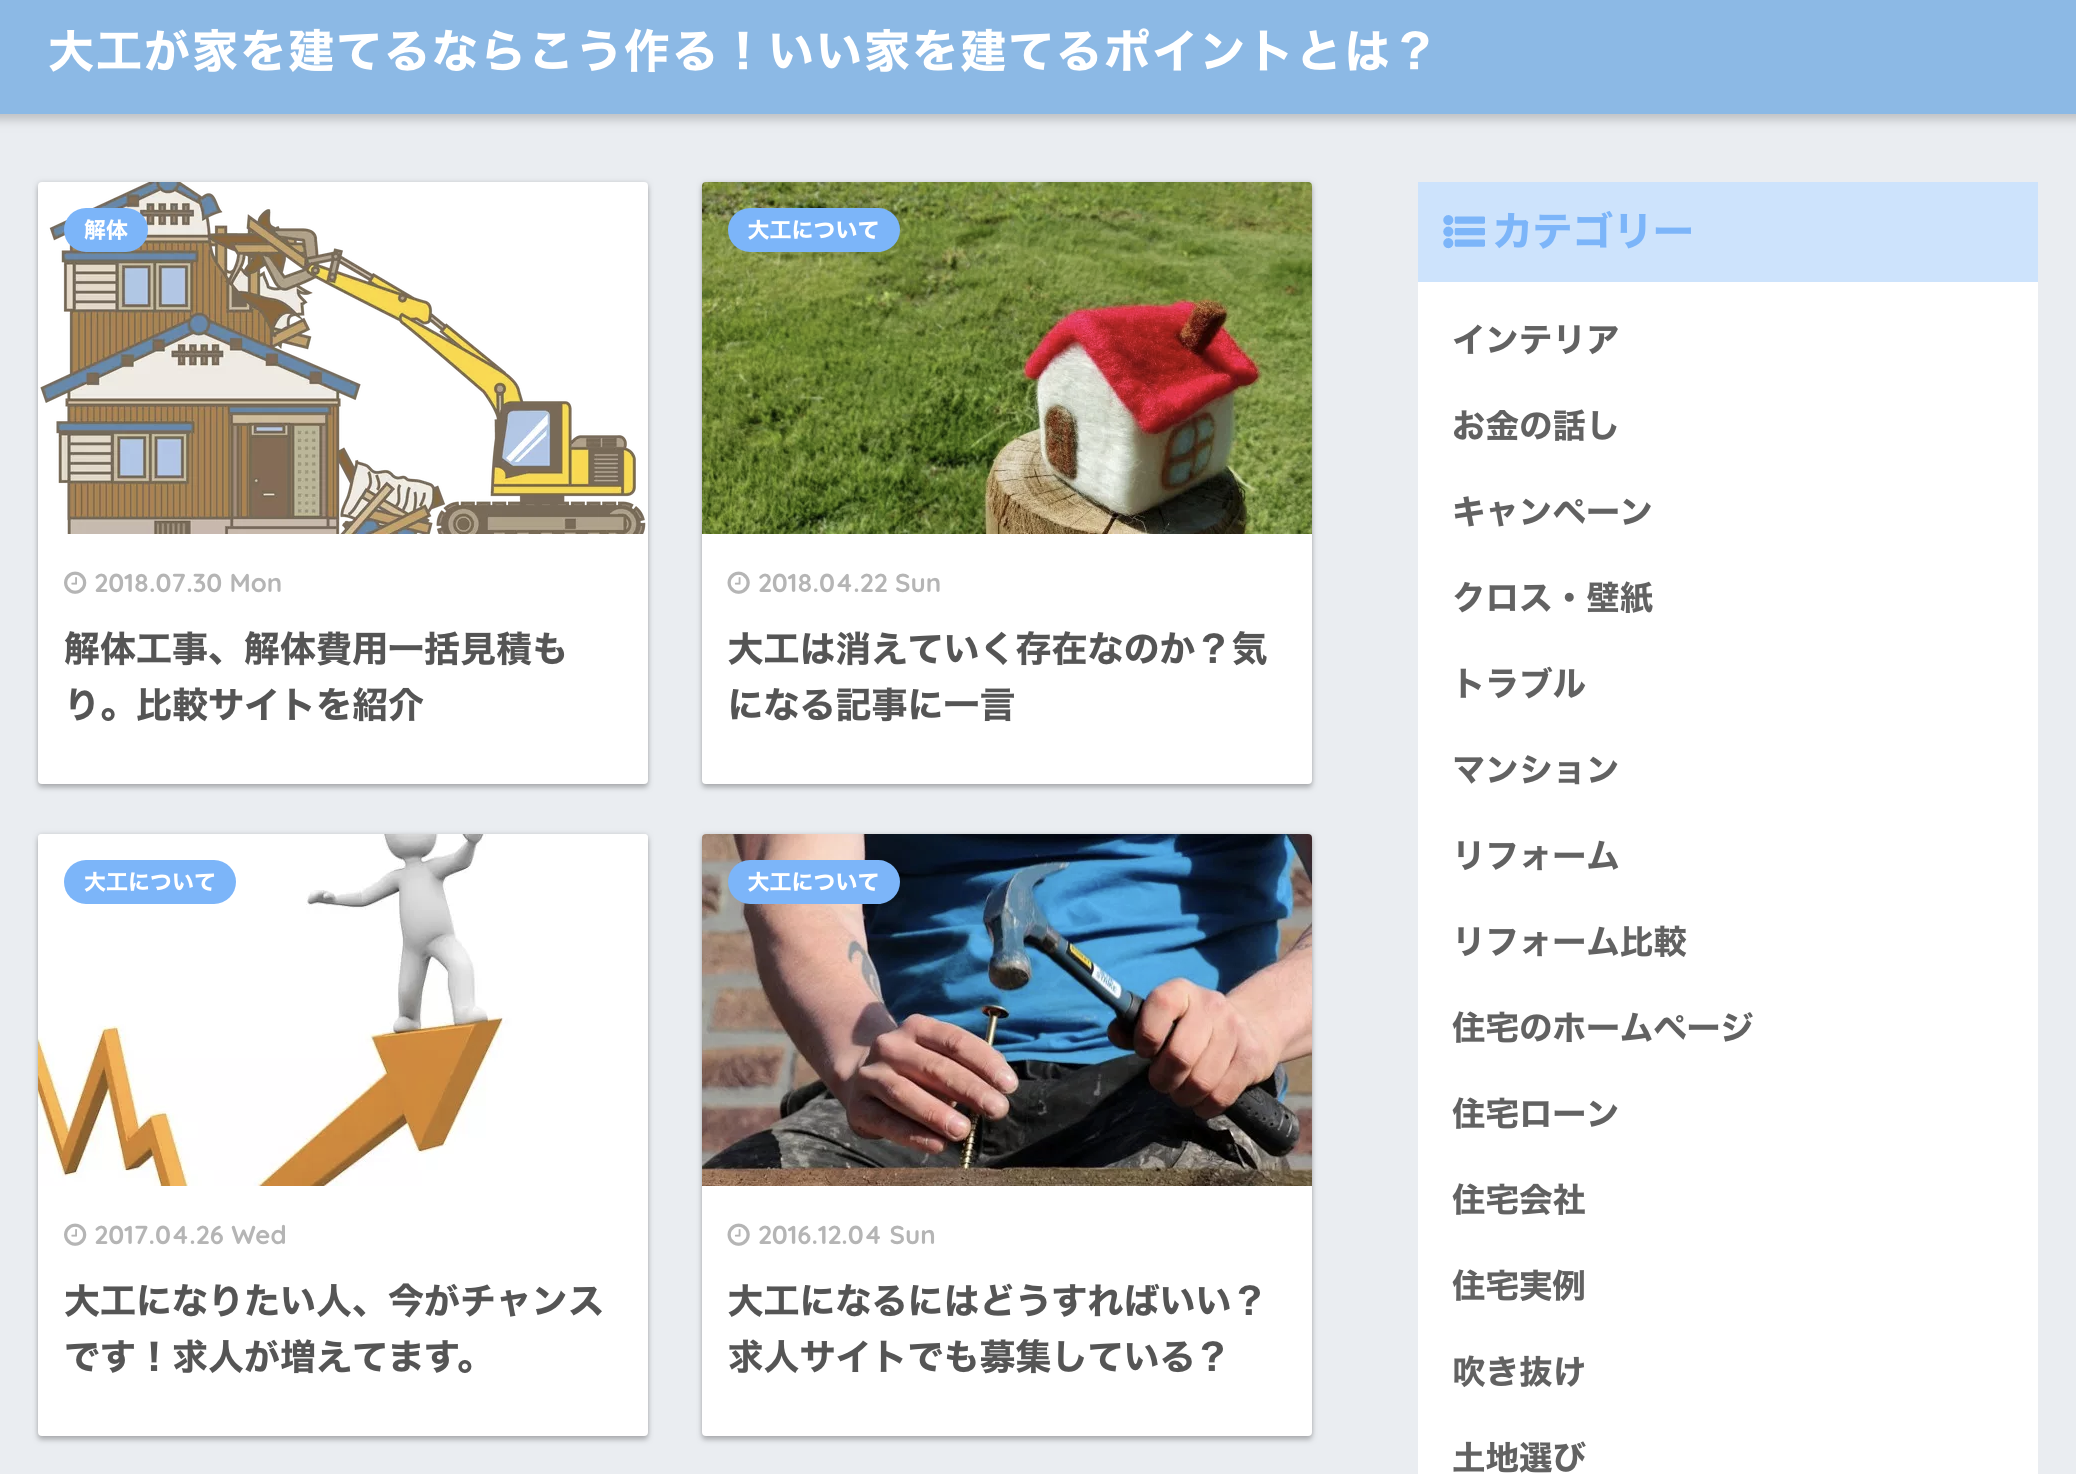 大工が家を建てるならこう作る！いい家を建てるポイントとは？
解体
2018.07.30 Mon
解体工事、解体費用一括見積も
り。比較サイトを紹介
大工について
2018.04.22 Sun
大工は消えていく存在なのか？気
になる記事に一言
大工について
2017.04.26 Wed
大工になりたい人、今がチャンス
です！求人が増えてます。
大工について
2016.12.04 Sun
大工になるにはどうすればいい？
求人サイトでも募集している？
カテゴリー
インテリア
お金の話し
キャンペーン
クロス・壁紙
トラブル
マンション
リフォーム
リフォーム比較
住宅のホームページ
住宅ローン
住宅会社
住宅実例
吹き抜け
土地選び